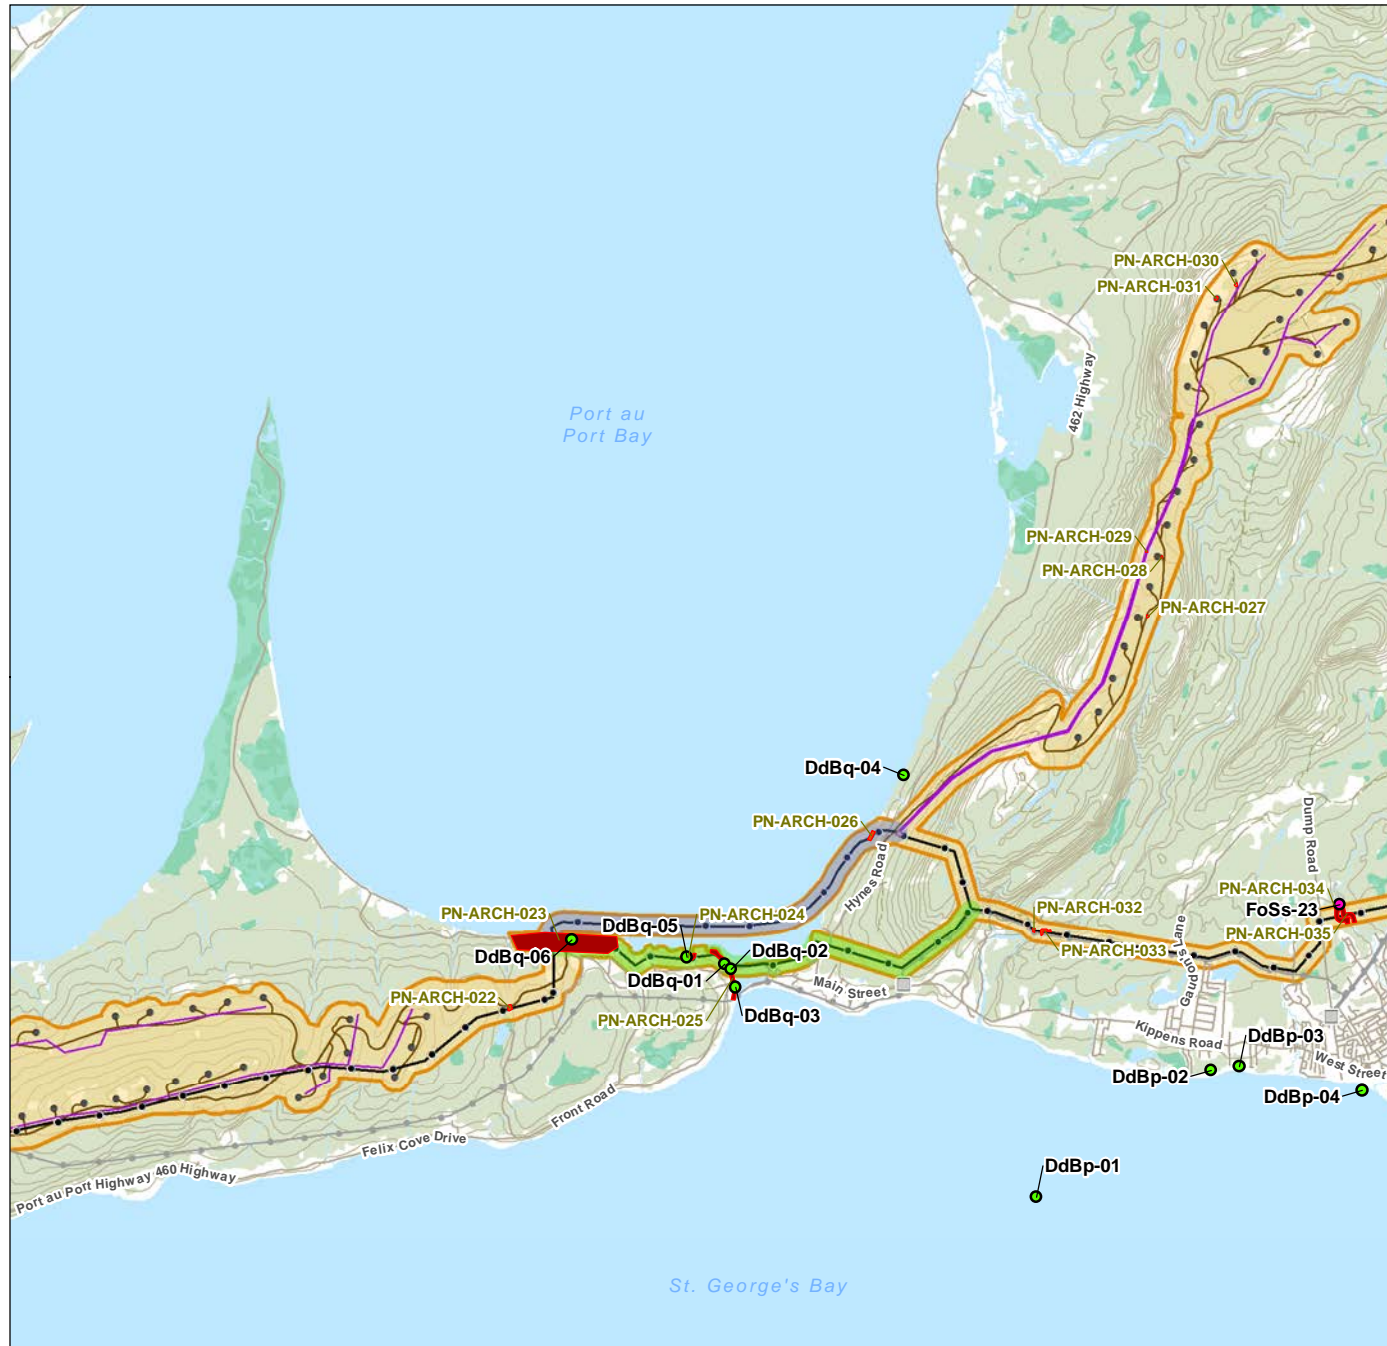 PN-ARCH-030
PN-ARCH-031
462 Highway
Port au
Port Bay
PN-ARCH-029
PN-ARCH-028
PN-ARCH-027
DdBq-04
PN-ARCH-026
Hynes Road
Dump Road
PN-ARCH-034
FoSs-23
PN-ARCH-035
PN-ARCH-023
DdBq-05
PN-ARCH-024
PN-ARCH-032
PN-ARCH-033
DdBq-06
DdBq-02
DdBq-01
Gaudon's Lane
Main Street
PN-ARCH-022
DdBq-03
PN-ARCH-025
Kippens Road
DdBp-03
West Street
DdBp-02
DdBp-04
Front Road
Felix Cove Drive
Port au Port Highway 460 Highway
DdBp-01
St. George's Bay